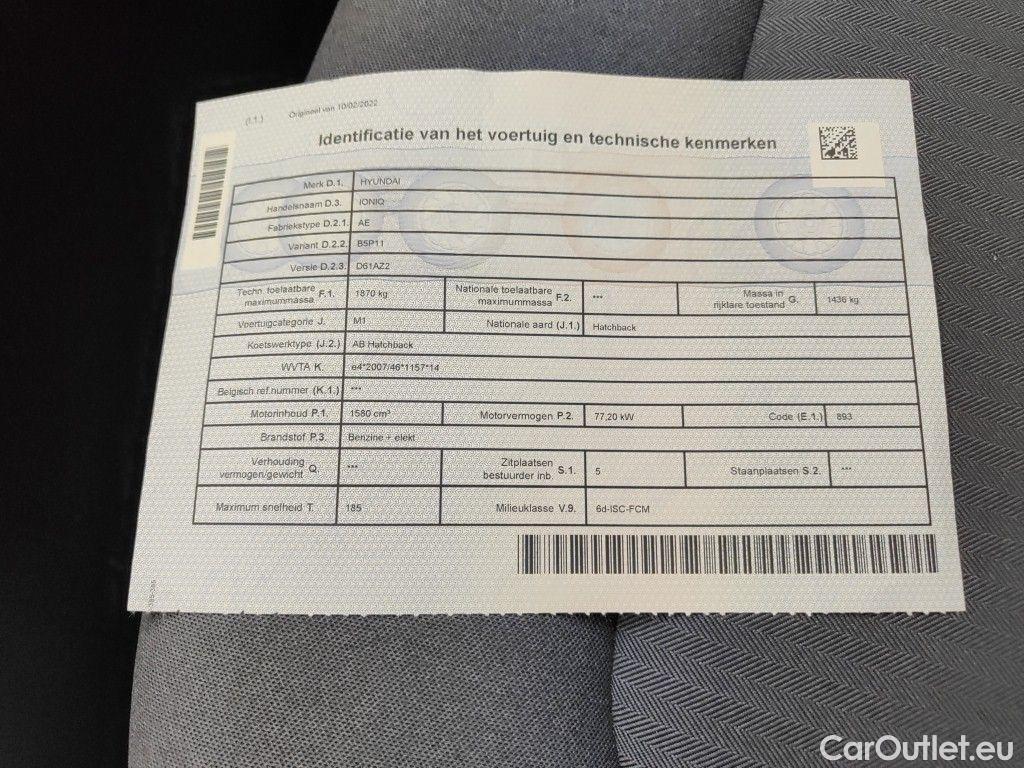 (I.1.) Origineel van 10/02/2022
Identificatie van het voertuig en technische kenmerken
Merk D.1. HYUNDAI
Handelsnaam D.3. IONIQ
Fabriekstype D.2.1. AE
Variant D.2.2. B5P11
Versie D.2.3. D61AZ2
Techn. toelaatbare maximummassa F.1. 1870 kg Nationale toelaatbare maximummassa F.2. *** Massa in rijklare toestand G. 1436 kg
Voertuigcategorie J. M1 Nationale aard (J.1.) Hatchback
Koetswerktype (J.2.) AB Hatchback
WVTA K. e4*2007/46*1157*14
Belgisch ref.nummer (K.1.) ***
Motorinhoud P.1. 1580 cm³ Motorvermogen P.2. 77,20 kW Code (E.1.) 893
Brandstof P.3. Benzine + elekt
Verhouding vermogen/gewicht Q. *** Zitplaatsen bestuurder inb. S.1. 5 Staanplaatsen S.2. ***
Maximum snelheid T. 185 Milieuklasse V.9. 6d-ISC-FCM
CarOutlet.eu